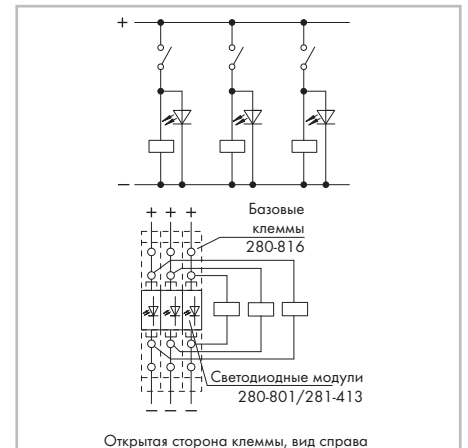 +
−
+ + +
Базовые
клеммы
280-816
Светодиодные модули
280-801/281-413
− − −
Открытая сторона клеммы, вид справа